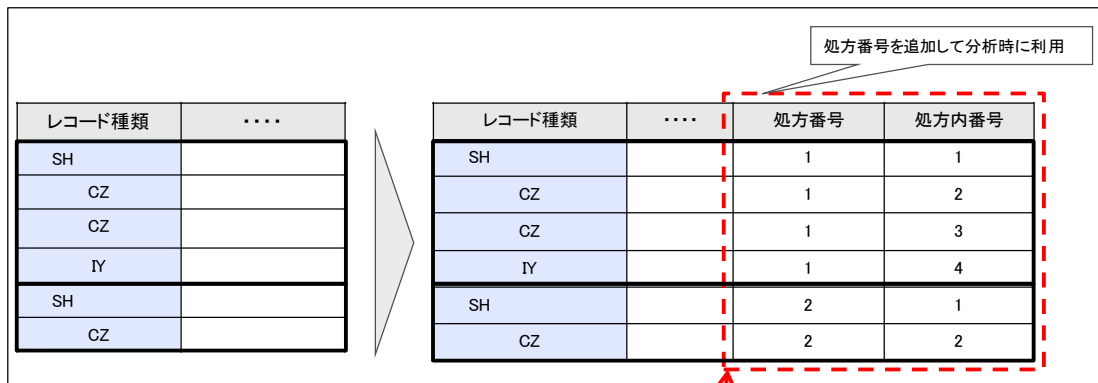 処方番号を追加して分析時に利用
レコード種類 ････
SH
CZ
CZ
IY
SH
CZ
レコード種類 ････ 処方番号 処方内番号
SH 1 1
CZ 1 2
CZ 1 3
IY 1 4
SH 2 1
CZ 2 2